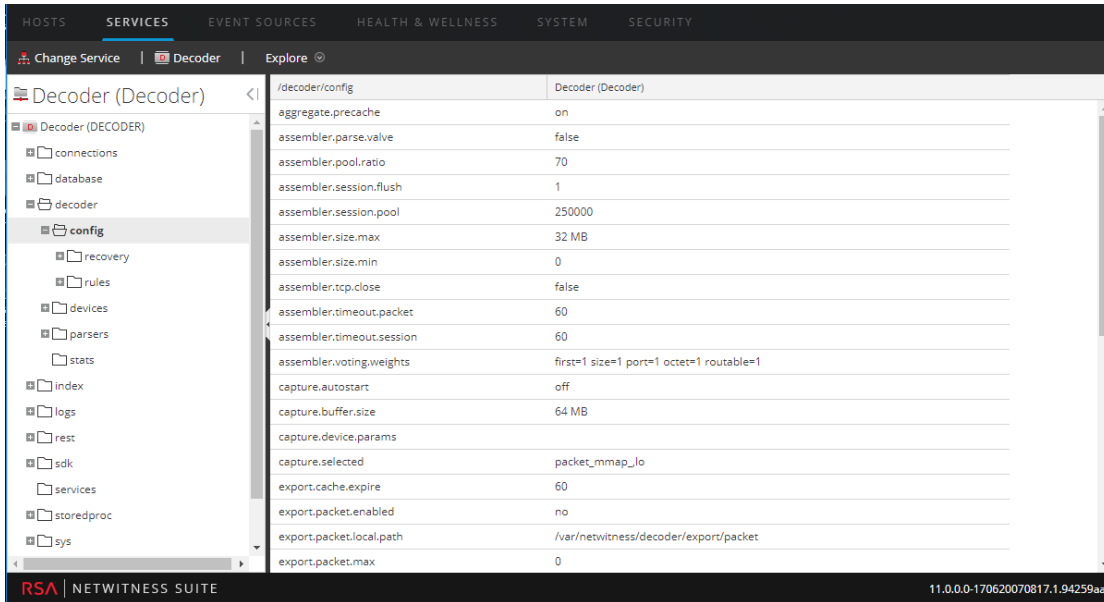 HOSTS SERVICES EVENT SOURCES HEALTH & WELLNESS SYSTEM SECURITY
Change Service | D Decoder | Explore
Decoder (Decoder)
D Decoder (DECODER)
connections
database
decoder
config
recovery
rules
devices
parsers
stats
index
logs
rest
sdk
services
storedproc
sys
/decoder/config Decoder (Decoder)
aggregate.precache on
assembler.parse.valve false
assembler.pool.ratio 70
assembler.session.flush 1
assembler.session.pool 250000
assembler.size.max 32 MB
assembler.size.min 0
assembler.tcp.close false
assembler.timeout.packet 60
assembler.timeout.session 60
assembler.voting.weights first=1 size=1 port=1 octet=1 routable=1
capture.autostart off
capture.buffer.size 64 MB
capture.device.params
capture.selected packet_mmap_,lo
export.cache.expire 60
export.packet.enabled no
export.packet.local.path /var/netwitness/decoder/export/packet
export.packet.max 0
RSA | NETWITNESS SUITE 11.0.0.0-170620070817.1.94259aa